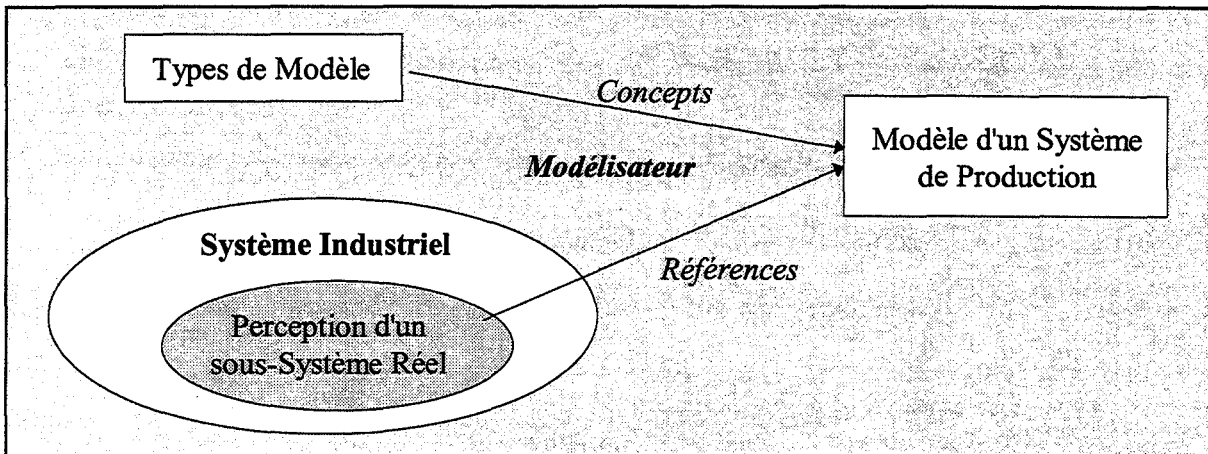 Types de Modèle
Concepts
Modèle d'un Système
de Production
Modélisateur
Système Industriel
Références
Perception d'un
sous-Système Réel